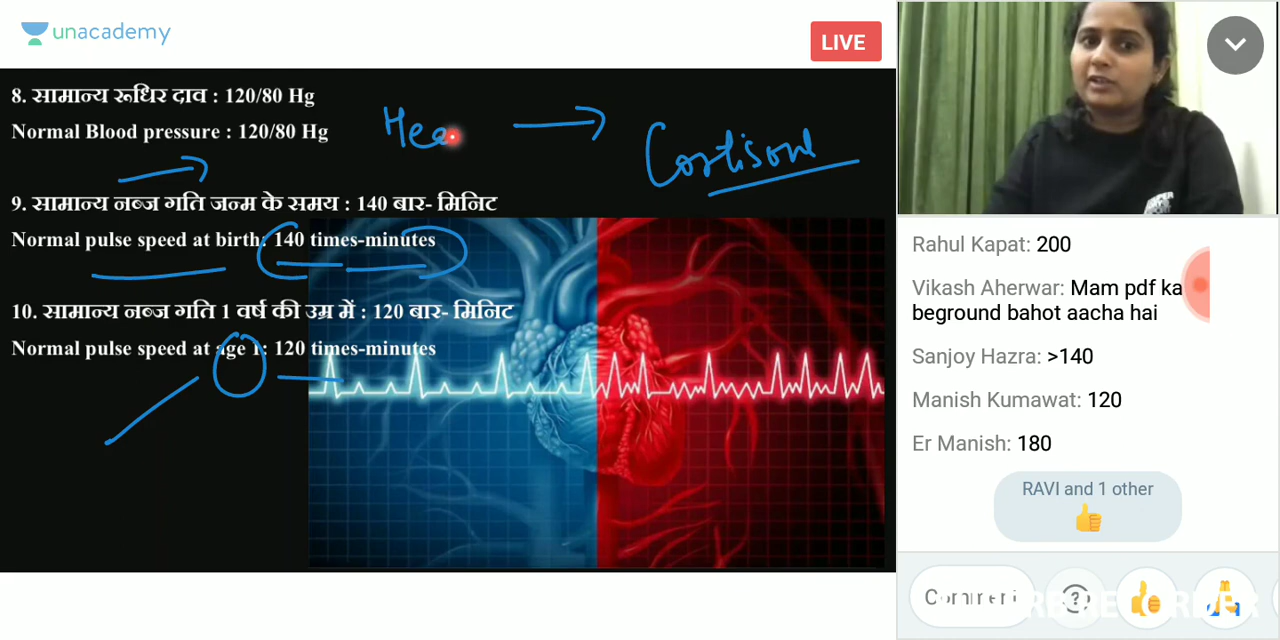 unacademy
LIVE
8. सामान्य रूधिर दाव : 120/80 Hg
Normal Blood pressure : 120/80 Hg
Hea
Cortisone
9. सामान्य नब्ज गति जन्म के समय : 140 बार- मिनिट
Normal pulse speed at birth: 140 times-minutes
10. सामान्य नब्ज गति 1 वर्ष की उम्र में : 120 बार- मिनिट
Normal pulse speed at age 1: 120 times-minutes
Rahul Kapat: 200
Vikash Aherwar: Mam pdf ka
beground bahot aacha hai
Sanjoy Hazra: >140
Manish Kumawat: 120
Er Manish: 180
RAVI and 1 other